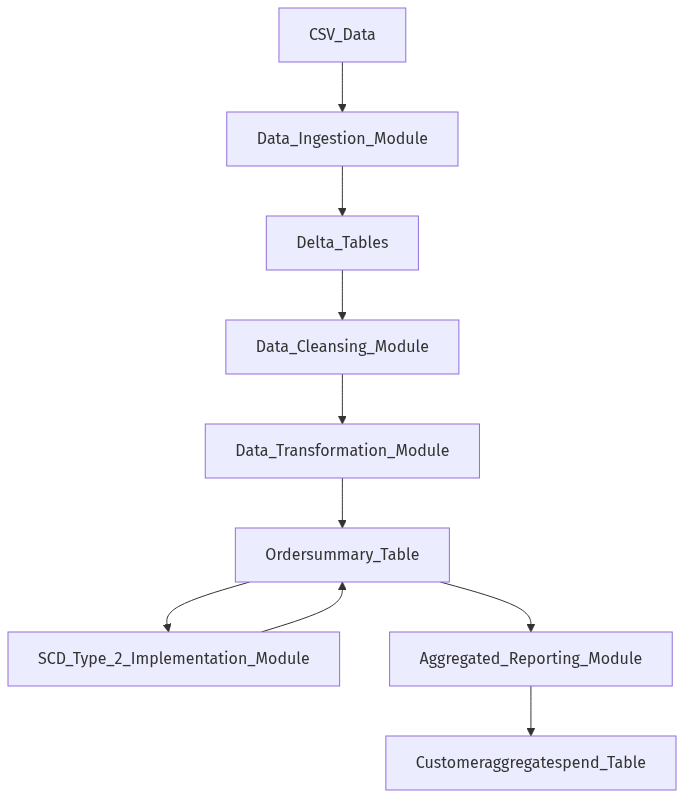 CSV_Data
Data_Ingestion_Module
Delta_Tables
Data_Cleansing_Module
Data_Transformation_Module
Ordersummary_Table
SCD_Type_2_Implementation_Module
Aggregated_Reporting_Module
Customeraggregatespend_Table